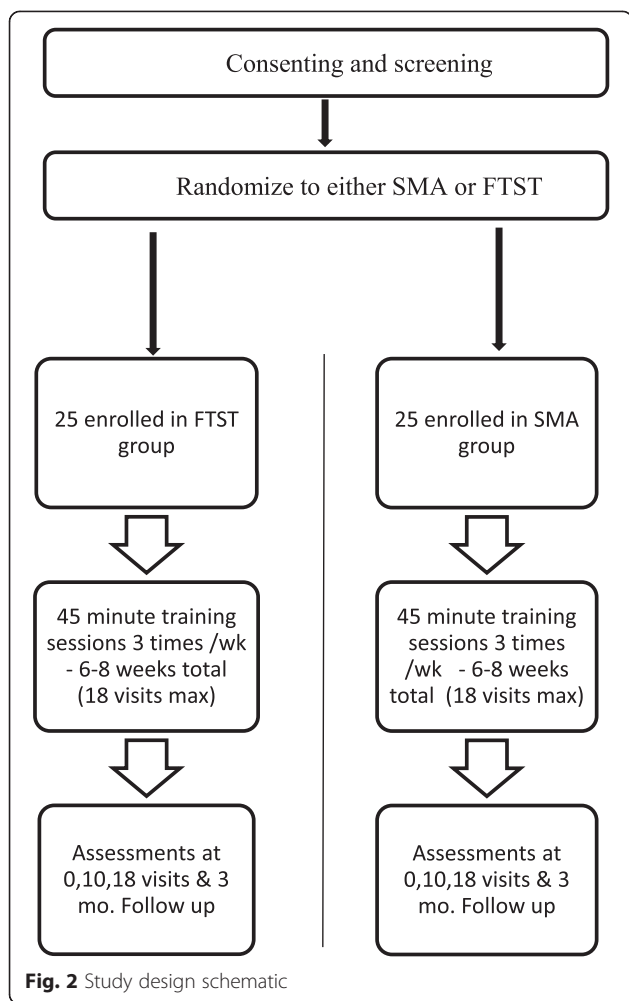 Consenting and screening
Randomize to either SMA or FTST
25 enrolled in FTST
group
25 enrolled in SMA
group
45 minute training
sessions 3 times /wk
- 6-8 weeks total
(18 visits max)
45 minute training
sessions 3 times
/wk - 6-8 weeks
total (18 visits max)
Assessments at
0,10,18 visits & 3
mo. Follow up
Assessments at
0,10,18 visits & 3
mo. Follow up
Fig. 2 Study design schematic